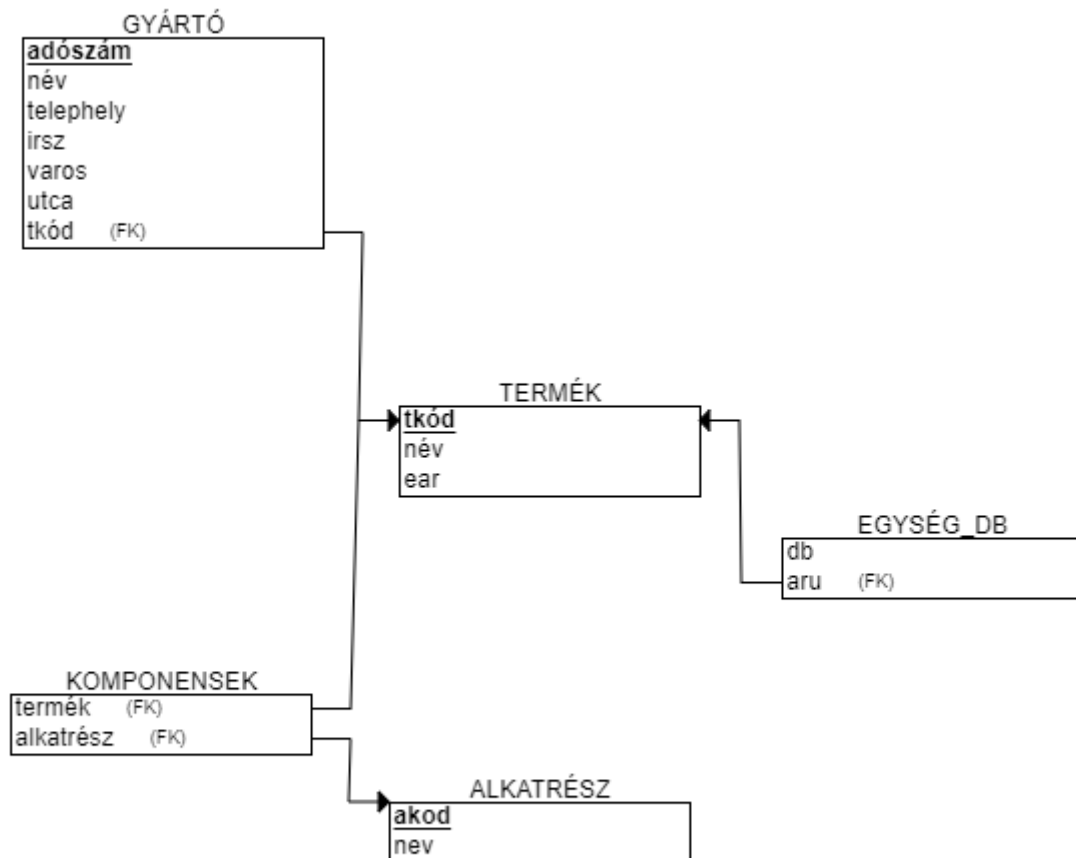 GYÁRTÓ
adószám
név
telephely
irsz
varos
utca
tkód (FK)
TERMÉK
tkód
név
ear
EGYSÉG_DB
db
aru (FK)
KOMPONENSEK
termék (FK)
alkatrész (FK)
ALKATRÉSZ
akod
nev